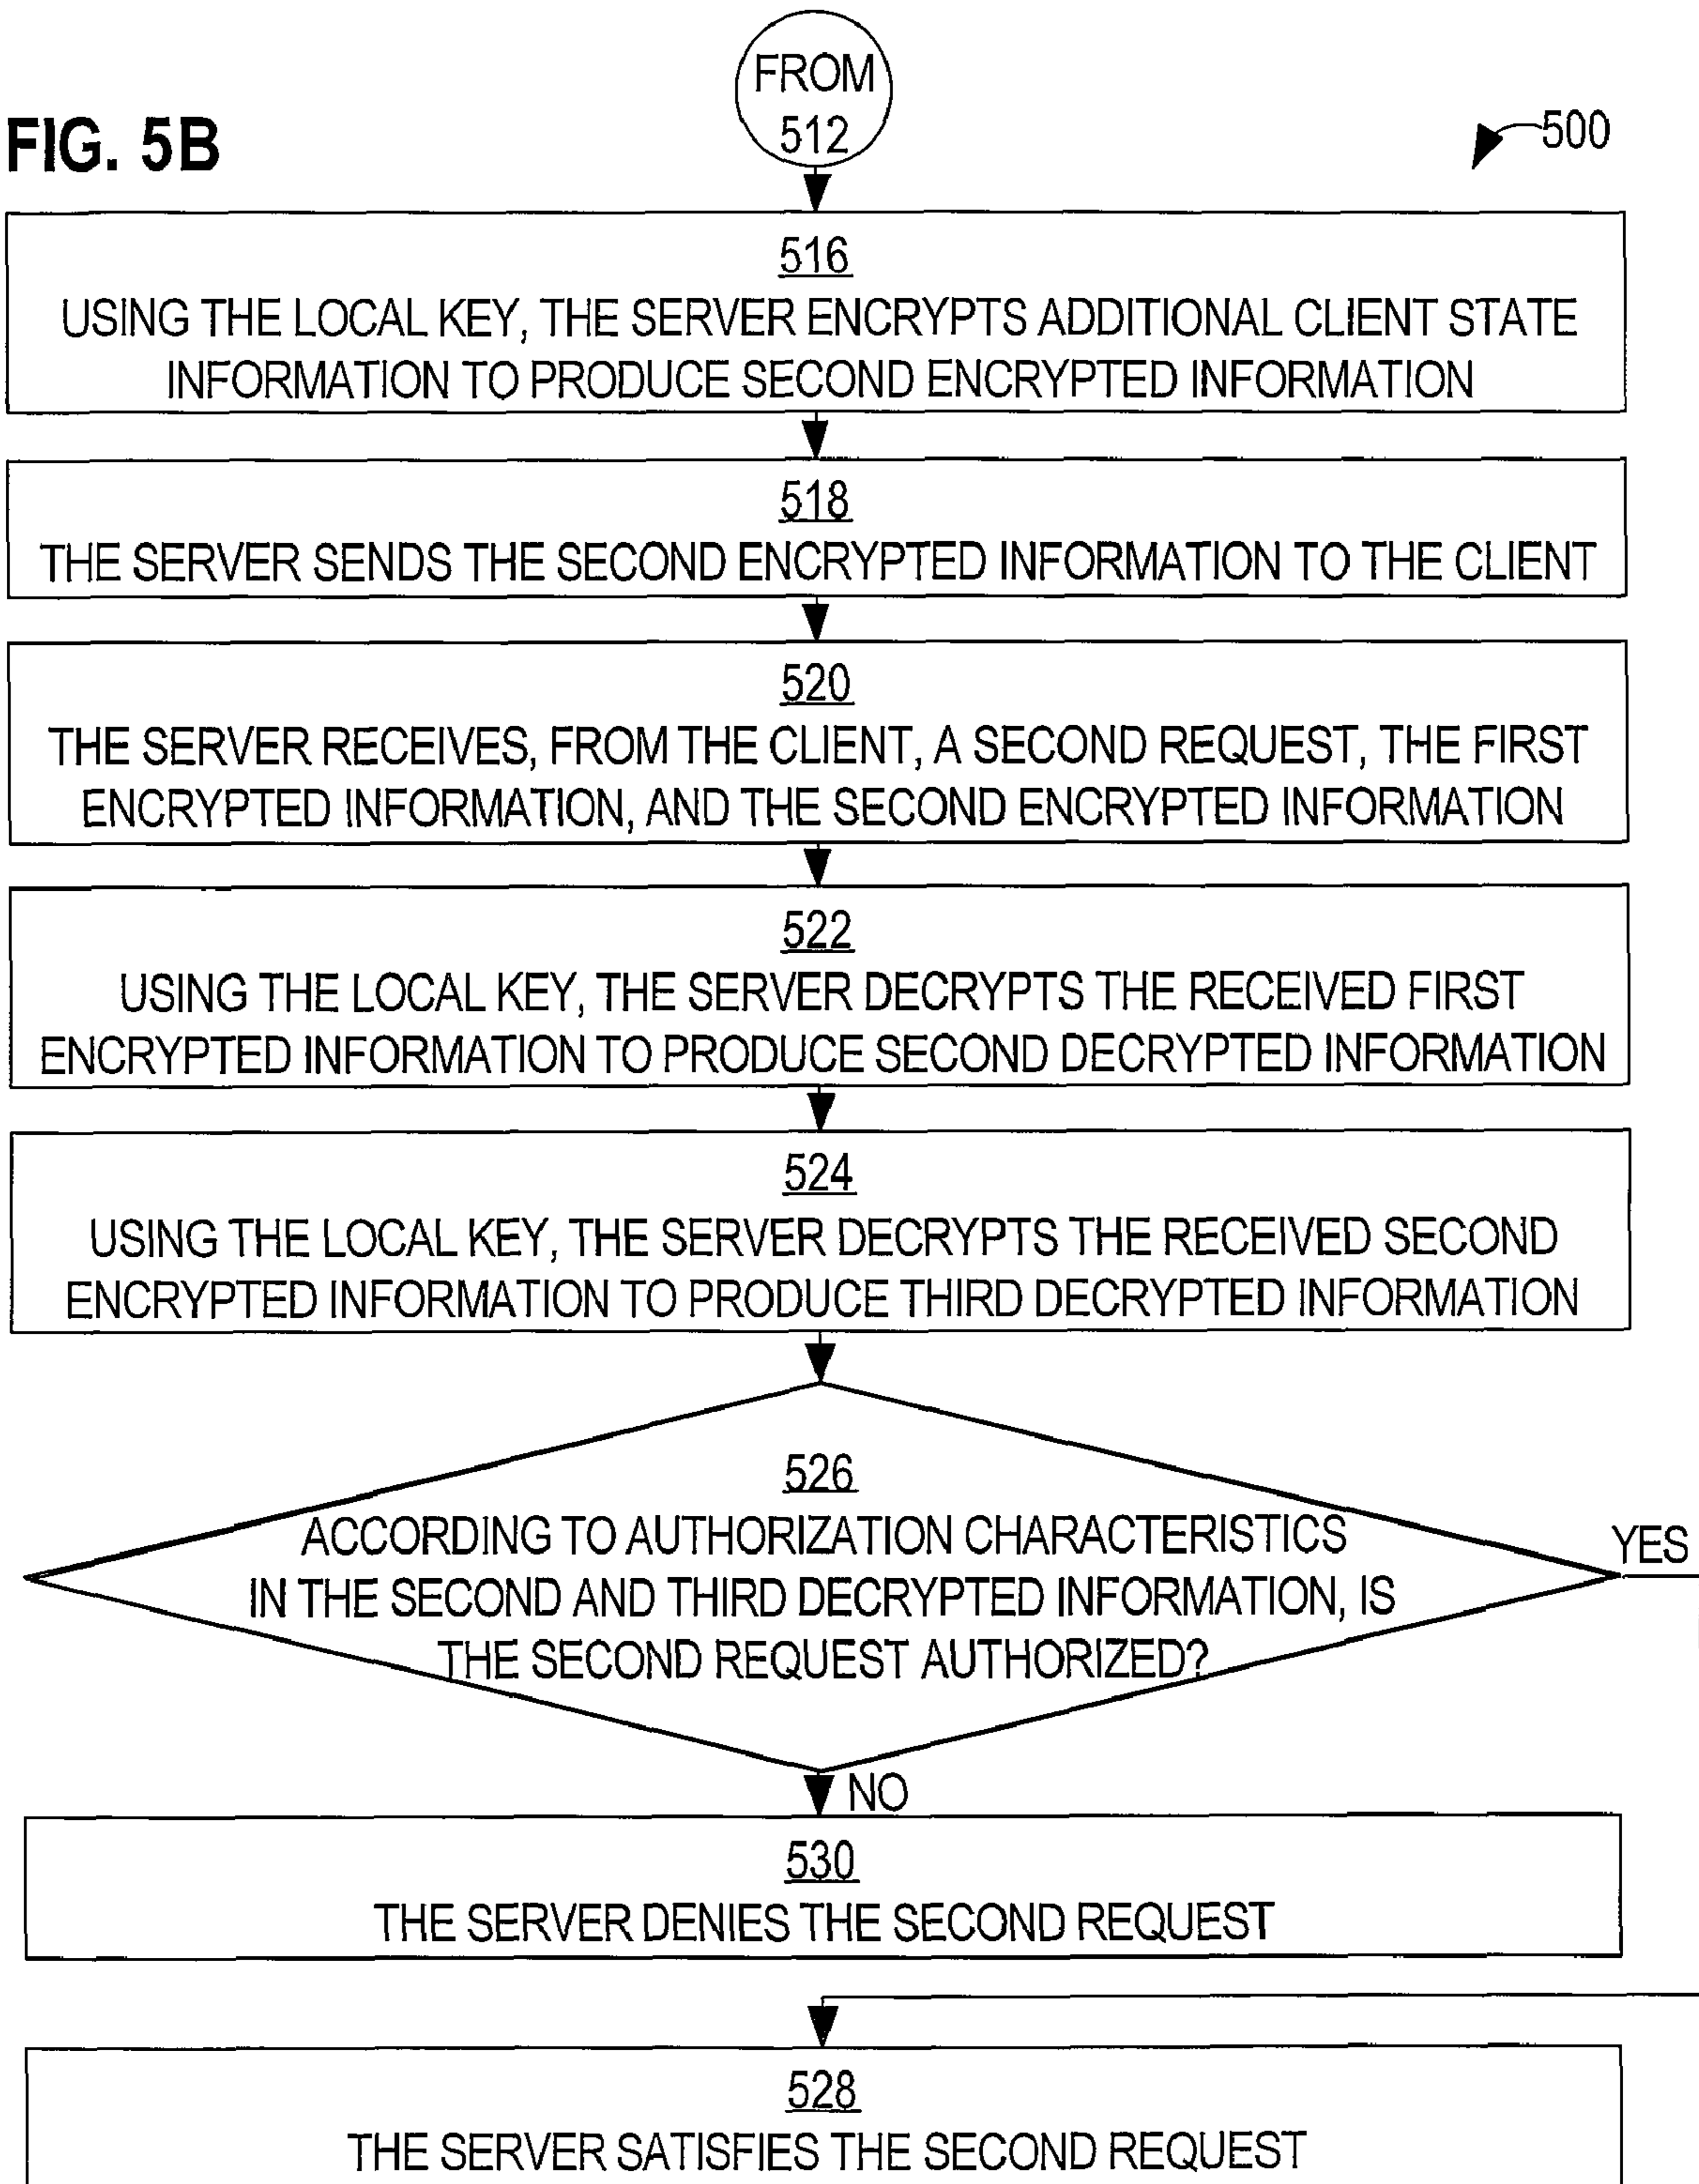 FROM
512
FIG. 5B
500
516
USING THE LOCAL KEY, THE SERVER ENCRYPTS ADDITIONAL CLIENT STATE
INFORMATION TO PRODUCE SECOND ENCRYPTED INFORMATION
518
THE SERVER SENDS THE SECOND ENCRYPTED INFORMATION TO THE CLIENT
520
THE SERVER RECEIVES, FROM THE CLIENT, A SECOND REQUEST, THE FIRST
ENCRYPTED INFORMATION, AND THE SECOND ENCRYPTED INFORMATION
522
USING THE LOCAL KEY, THE SERVER DECRYPTS THE RECEIVED FIRST
ENCRYPTED INFORMATION TO PRODUCE SECOND DECRYPTED INFORMATION
524
USING THE LOCAL KEY, THE SERVER DECRYPTS THE RECEIVED SECOND
ENCRYPTED INFORMATION TO PRODUCE THIRD DECRYPTED INFORMATION
526
ACCORDING TO AUTHORIZATION CHARACTERISTICS
IN THE SECOND AND THIRD DECRYPTED INFORMATION, IS
THE SECOND REQUEST AUTHORIZED?
YES
NO
530
THE SERVER DENIES THE SECOND REQUEST
528
THE SERVER SATISFIES THE SECOND REQUEST